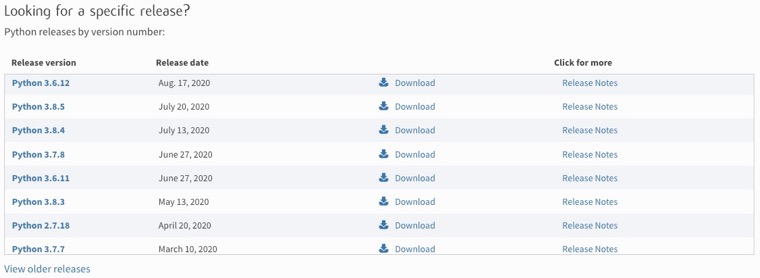 Looking for a specific release?
Python releases by version number:
Release version Release date Click for more
Python 3.6.12 Aug. 17, 2020 Download Release Notes
Python 3.8.5 July 20, 2020 Download Release Notes
Python 3.8.4 July 13, 2020 Download Release Notes
Python 3.7.8 June 27, 2020 Download Release Notes
Python 3.6.11 June 27, 2020 Download Release Notes
Python 3.8.3 May 13, 2020 Download Release Notes
Python 2.7.18 April 20, 2020 Download Release Notes
Python 3.7.7 March 10, 2020 Download Release Notes
View older releases